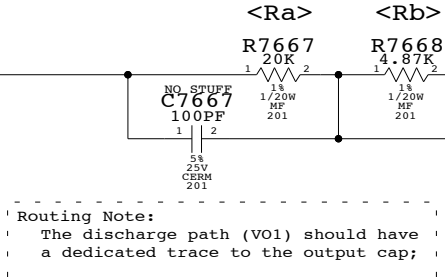 <Ra> <Rb>
R7667 R7668
20K 4.87K
1 2 1 2
1% 1%
1/20W 1/20W
MF MF
201 201
NO STUFF
C7667
100PF
1 2
5%
25V
CERM
201
Routing Note:
The discharge path (VO1) should have
a dedicated trace to the output cap;